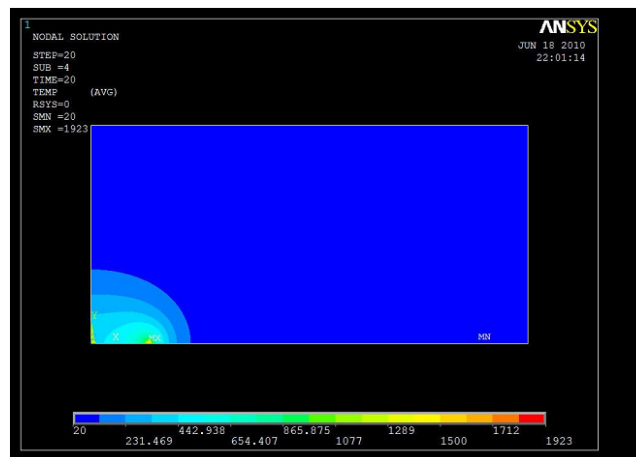 1
NODAL SOLUTION
ANSYS
JUN 18 2010
22:01:14
STEP=20
SUB =4
TIME=20
TEMP (AVG)
RSYS=0
SMN =20
SMX =1923
Y
X MX MN
20 442.938 865.875 1289 1712
231.469 654.407 1077 1500 1923